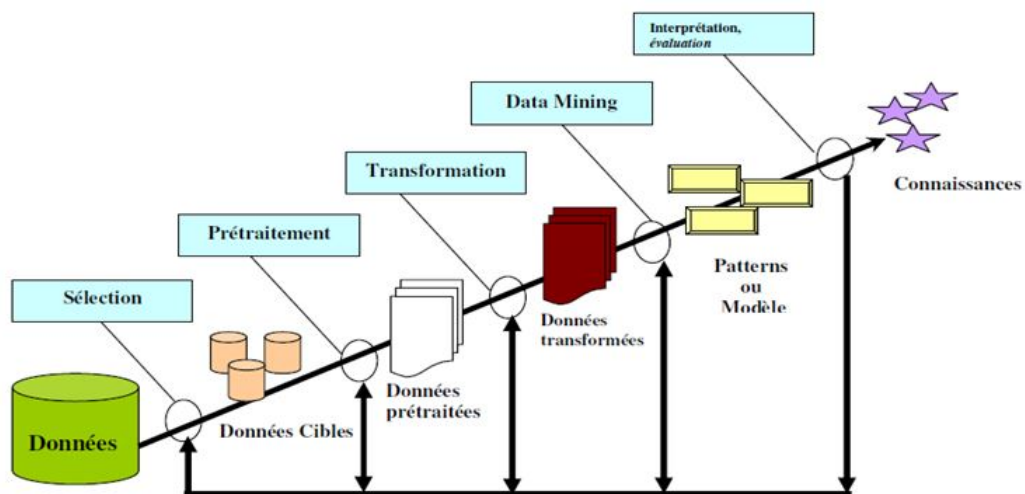 Interprétation,
évaluation
Data Mining
Transformation
Connaissances
Prétraitement
Patterns
ou
Modèle
Sélection
Données
transformées
Données
prétraitées
Données Cibles
Données